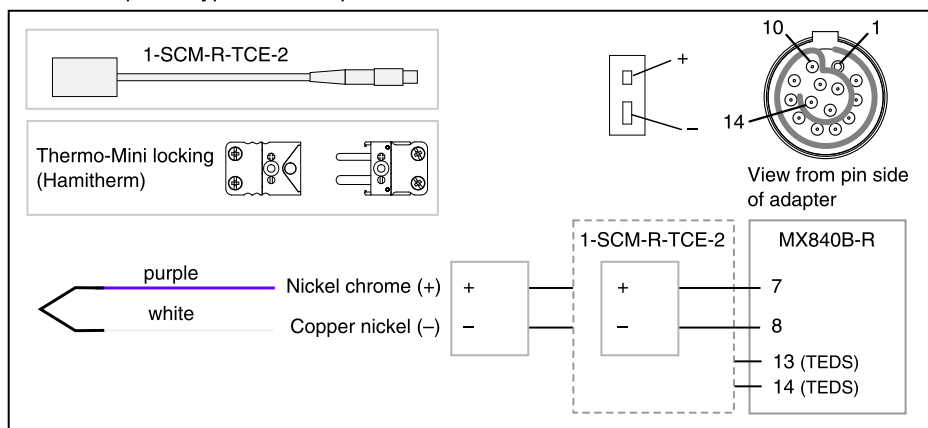 1-SCM-R-TCE-2
Thermo-Mini locking
(Hamitherm)
+
–
10
1
14
View from pin side
of adapter
1-SCM-R-TCE-2
MX840B-R
purple
Nickel chrome (+)
+
+
7
white
Copper nickel (–)
–
–
8
13 (TEDS)
14 (TEDS)